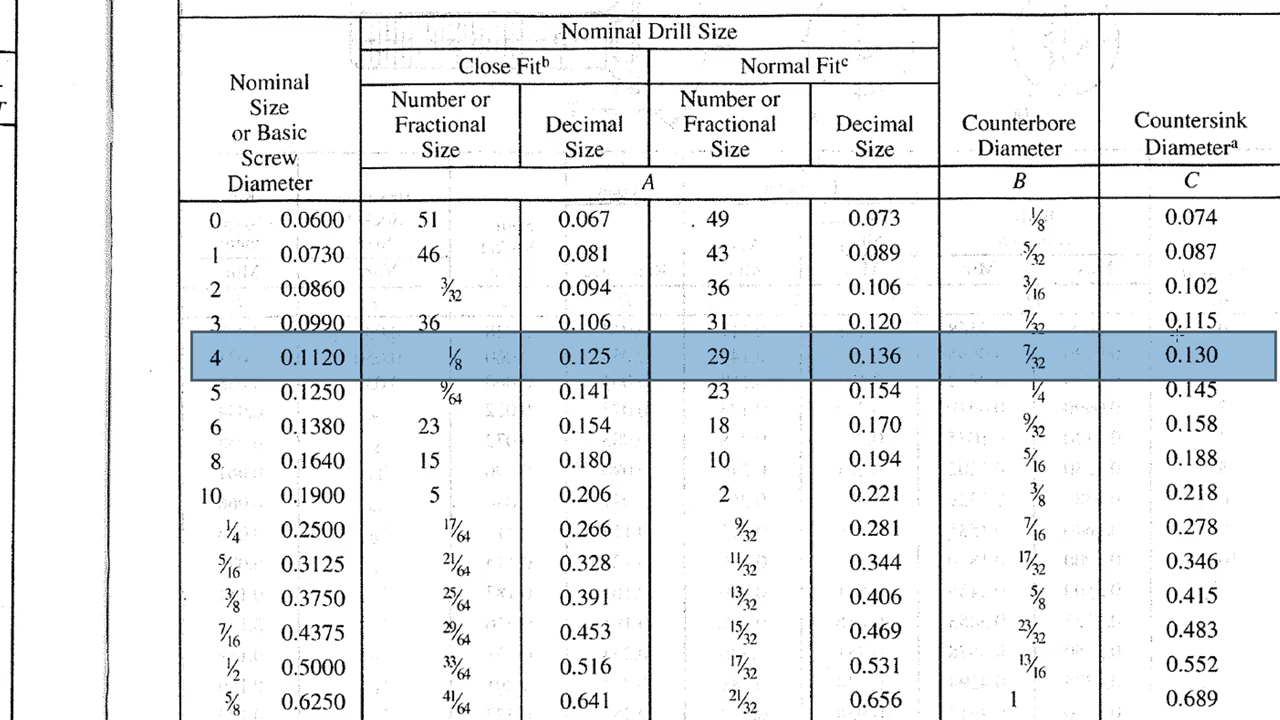 Nominal Drill Size
Close Fitᵇ Normal Fitᶜ
Nominal
Size
or Basic
Screw
Diameter
Number or
Fractional
Size
Decimal
Size
Number or
Fractional
Size
Decimal
Size
Counterbore
Diameter
Countersink
Diameterᵃ
A B C
0 0.0600 51 0.067 49 0.073 1/8 0.074
1 0.0730 46 0.081 43 0.089 5/32 0.087
2 0.0860 3/32 0.094 36 0.106 3/16 0.102
3 0.0990 36 0.106 31 0.120 7/32 0.115
4 0.1120 1/8 0.125 29 0.136 7/32 0.130
5 0.1250 9/64 0.141 23 0.154 1/4 0.145
6 0.1380 23 0.154 18 0.170 9/32 0.158
8 0.1640 15 0.180 10 0.194 5/16 0.188
10 0.1900 5 0.206 2 0.221 3/8 0.218
1/4 0.2500 17/64 0.266 9/32 0.281 7/16 0.278
5/16 0.3125 21/64 0.328 11/32 0.344 17/32 0.346
3/8 0.3750 25/64 0.391 13/32 0.406 5/8 0.415
7/16 0.4375 29/64 0.453 15/32 0.469 23/32 0.483
1/2 0.5000 33/64 0.516 17/32 0.531 13/16 0.552
5/8 0.6250 41/64 0.641 21/32 0.656 1 0.689